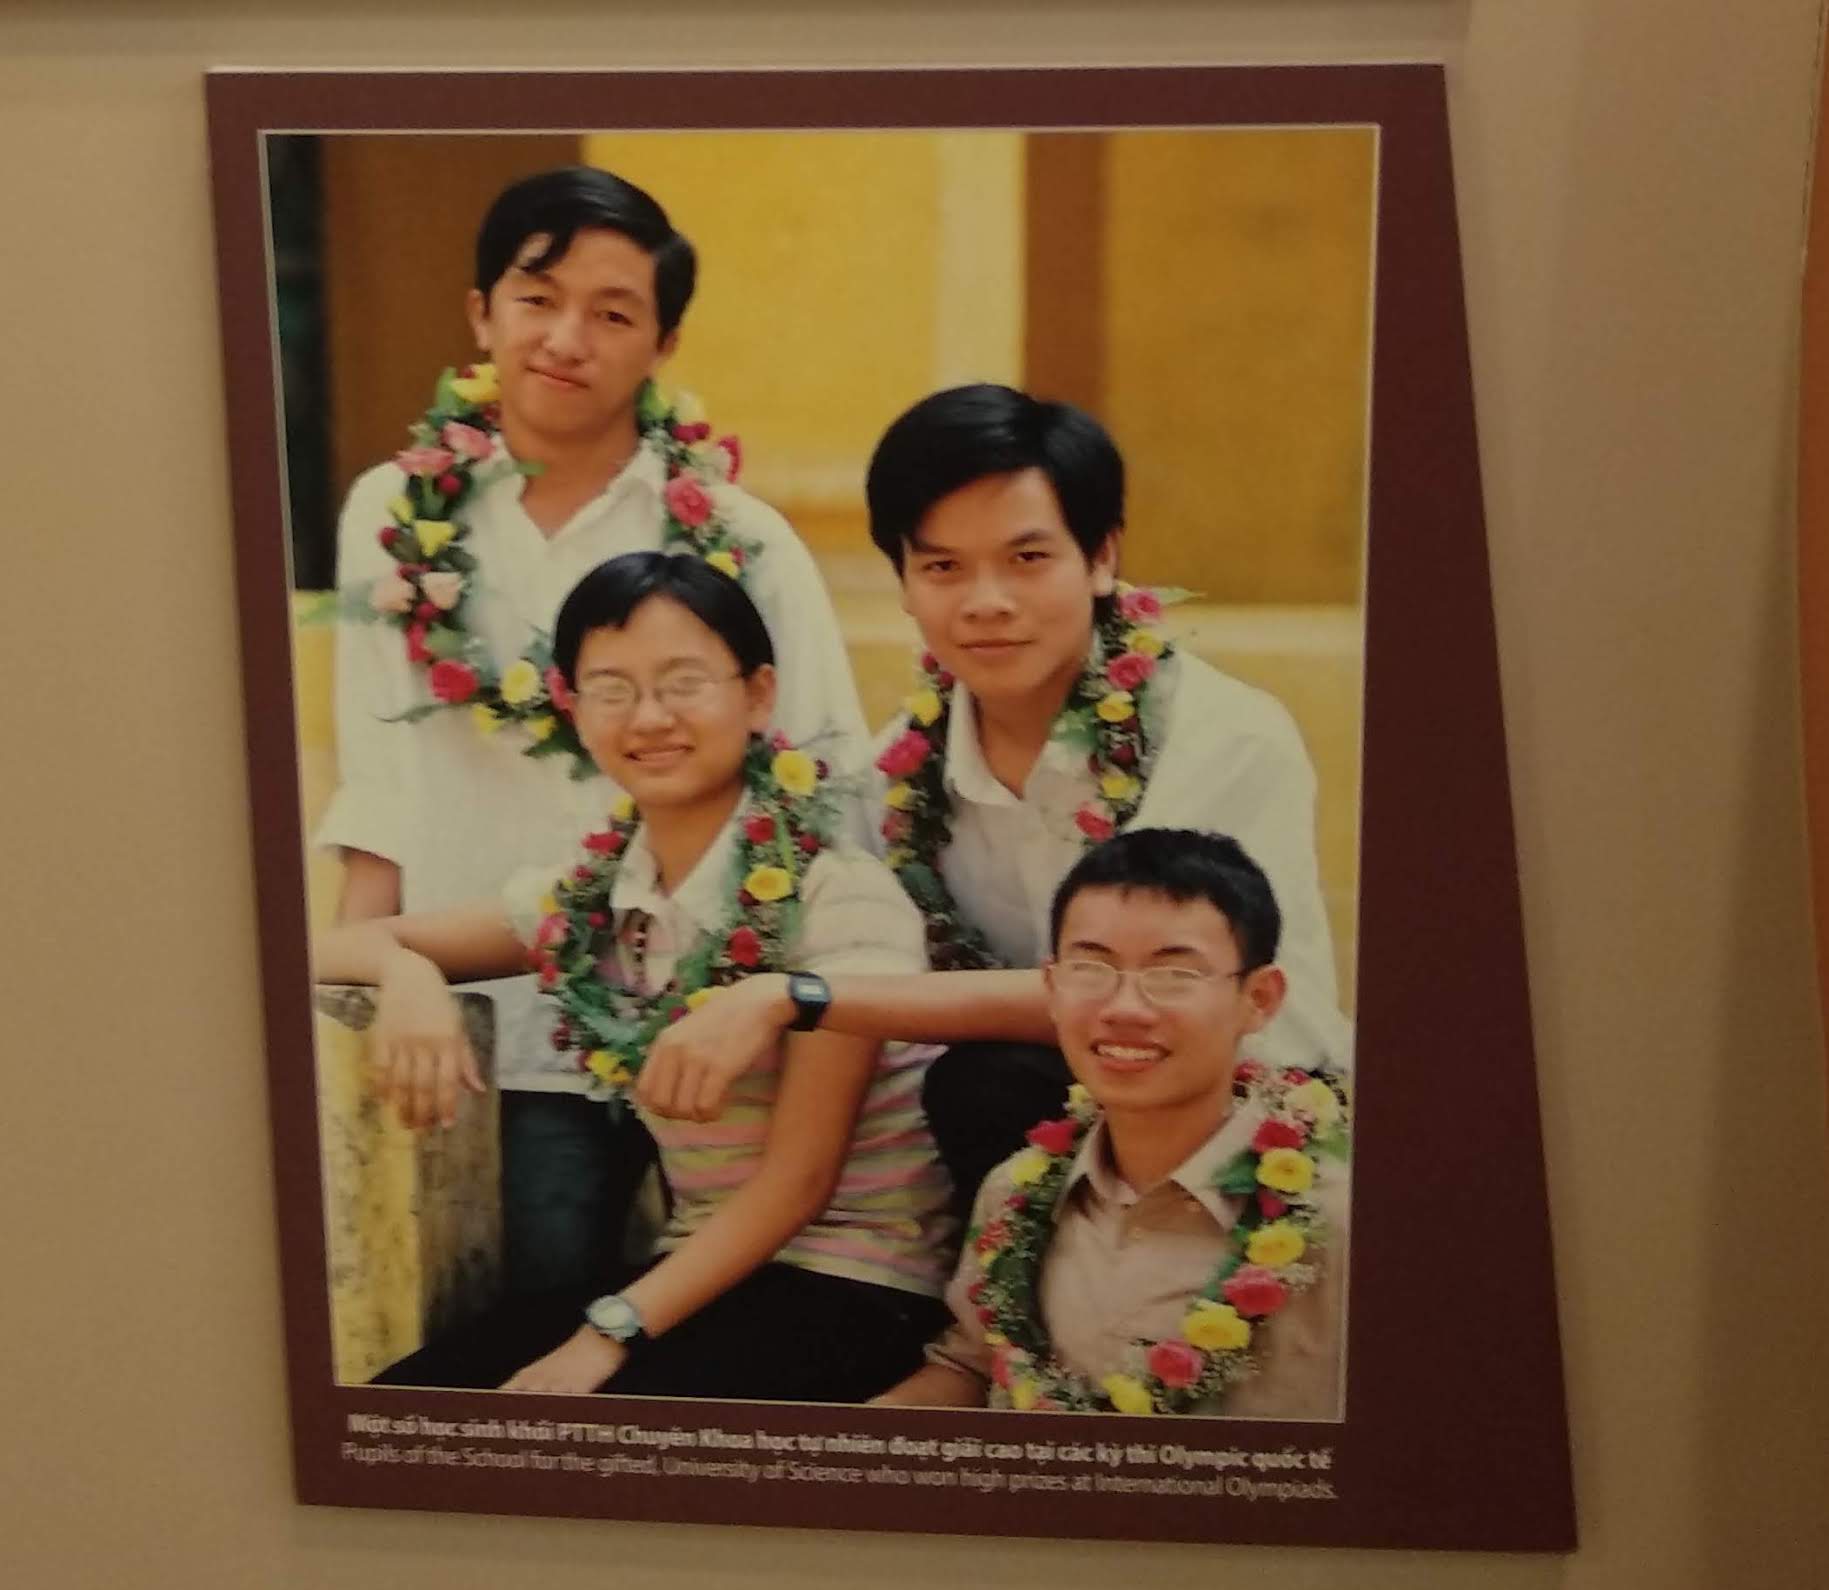 Một số học sinh khối PTTH Chuyên Khoa học tự nhiên đoạt giải cao tại các kỳ thi Olympic quốc tế
Pupils of the School for the gifted, University of Science who won high prizes at International Olympiads.